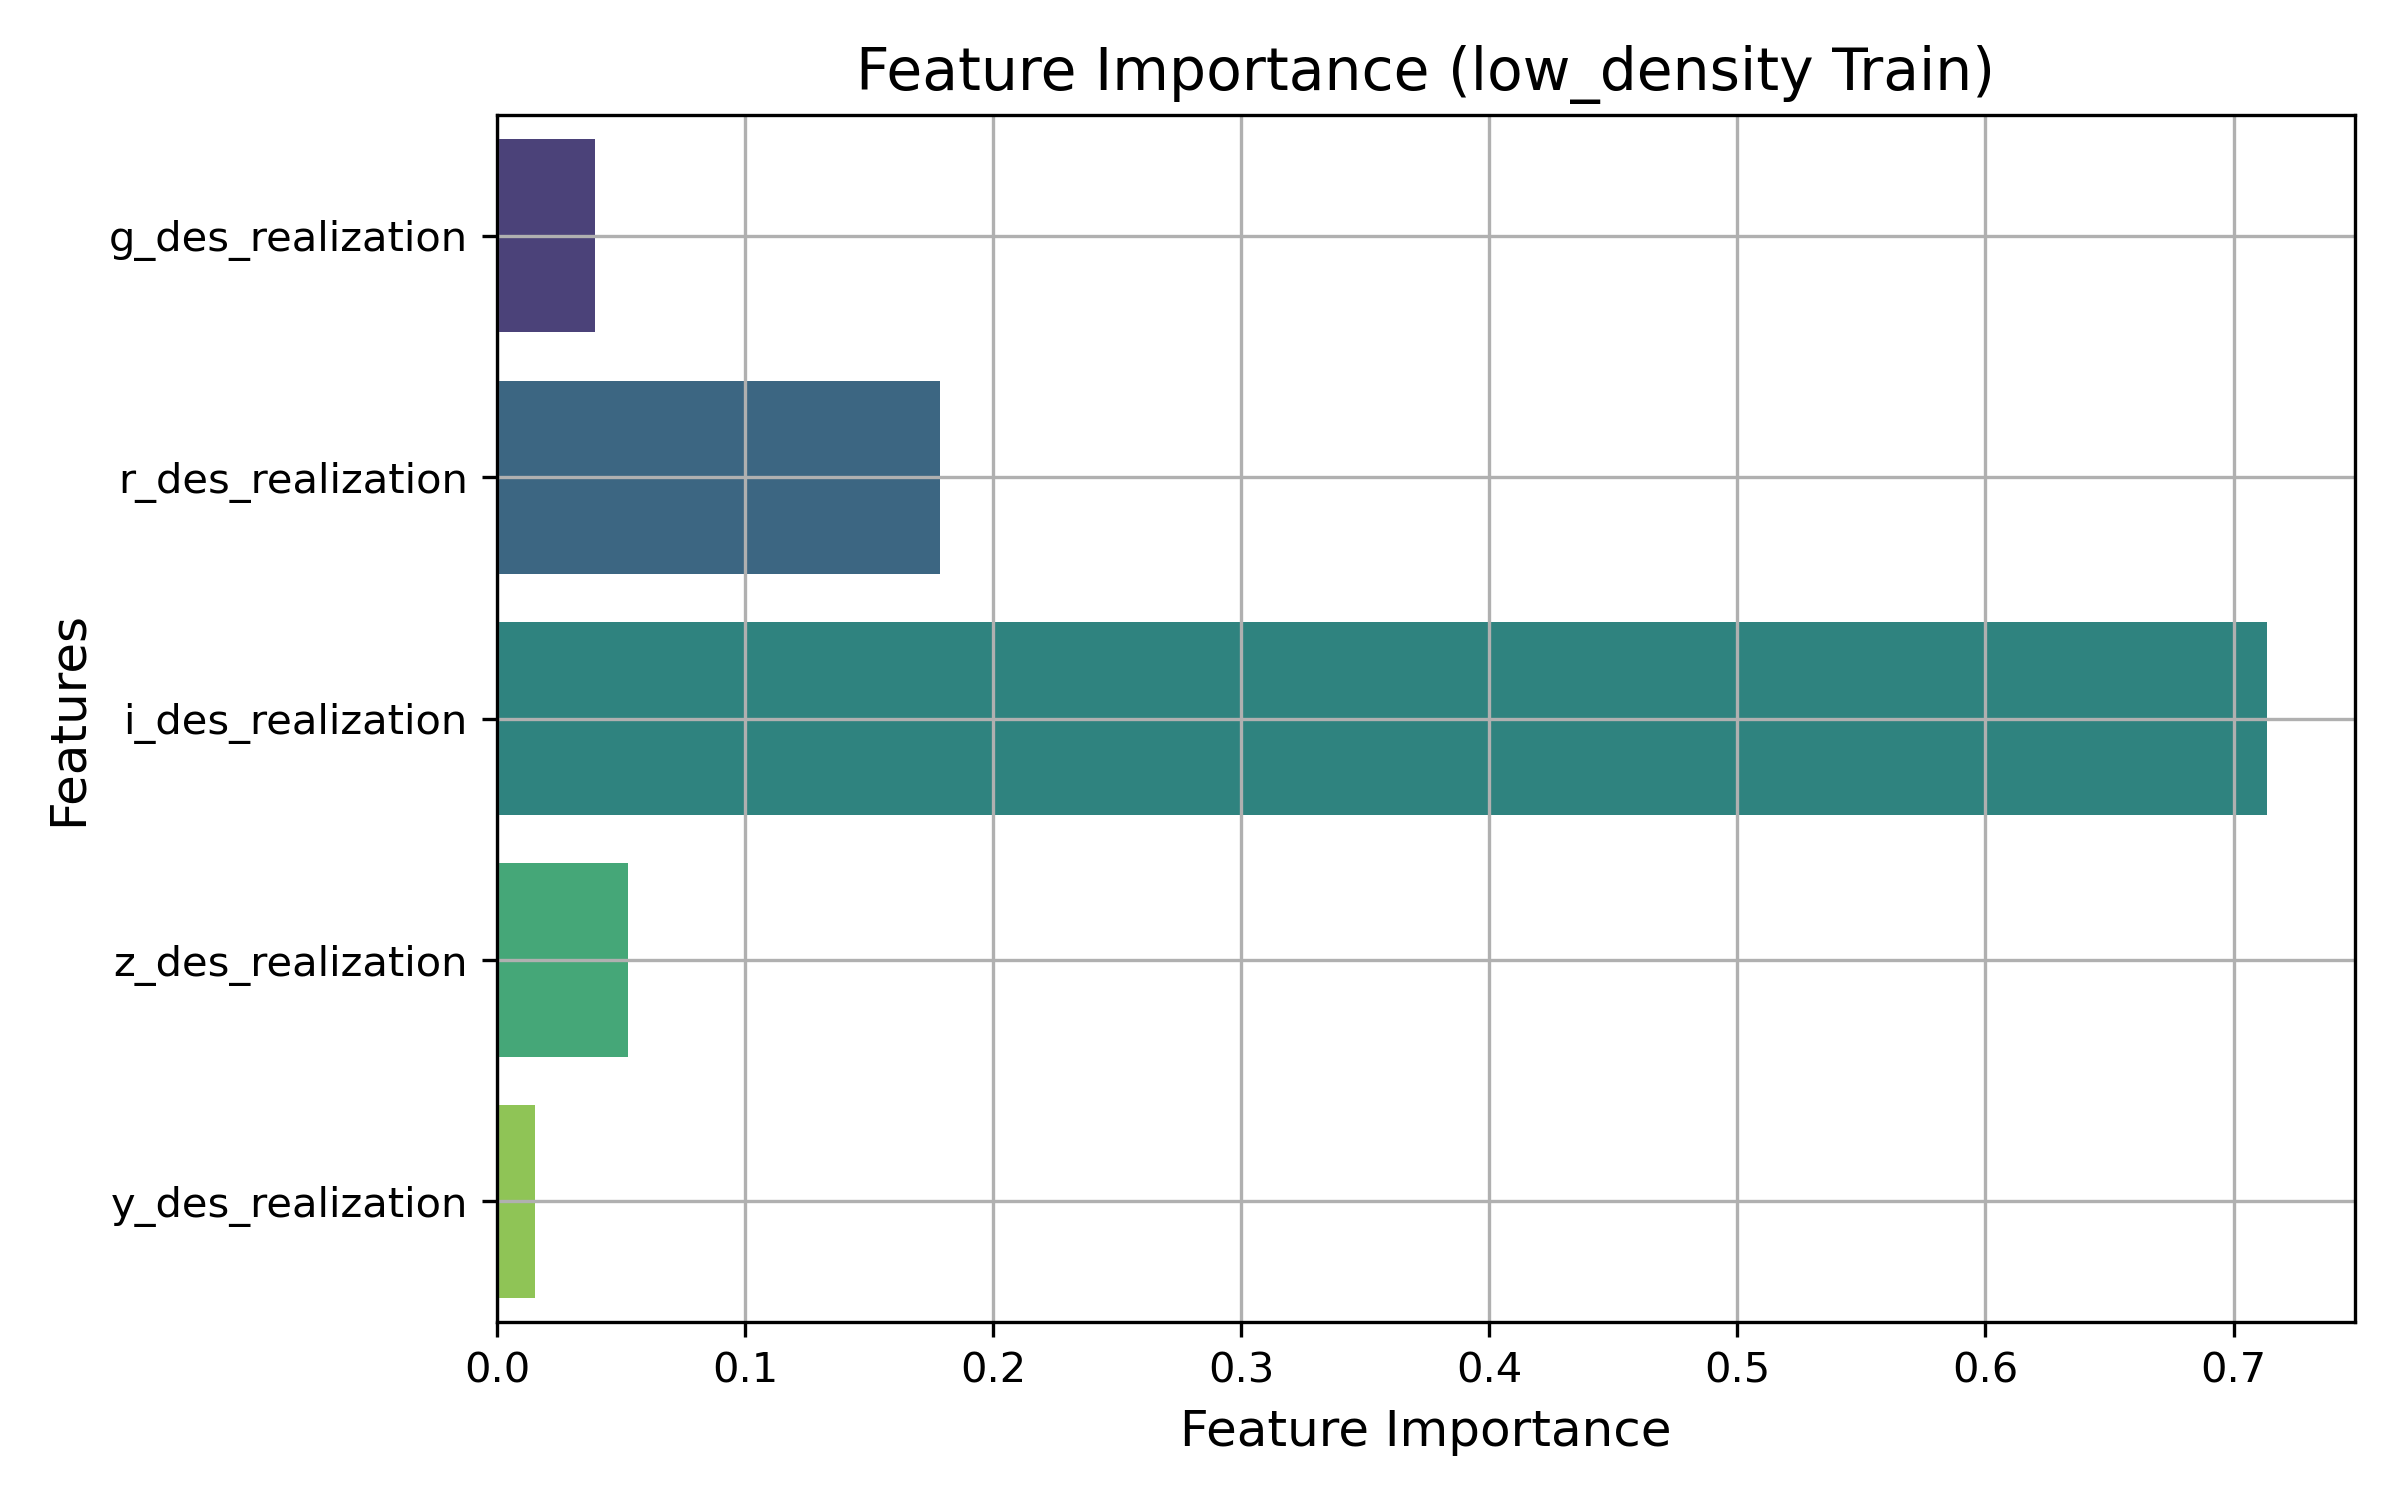 Feature Importance (low_density Train)
Features
g_des_realization
r_des_realization
i_des_realization
z_des_realization
y_des_realization
0.0 0.1 0.2 0.3 0.4 0.5 0.6 0.7
Feature Importance